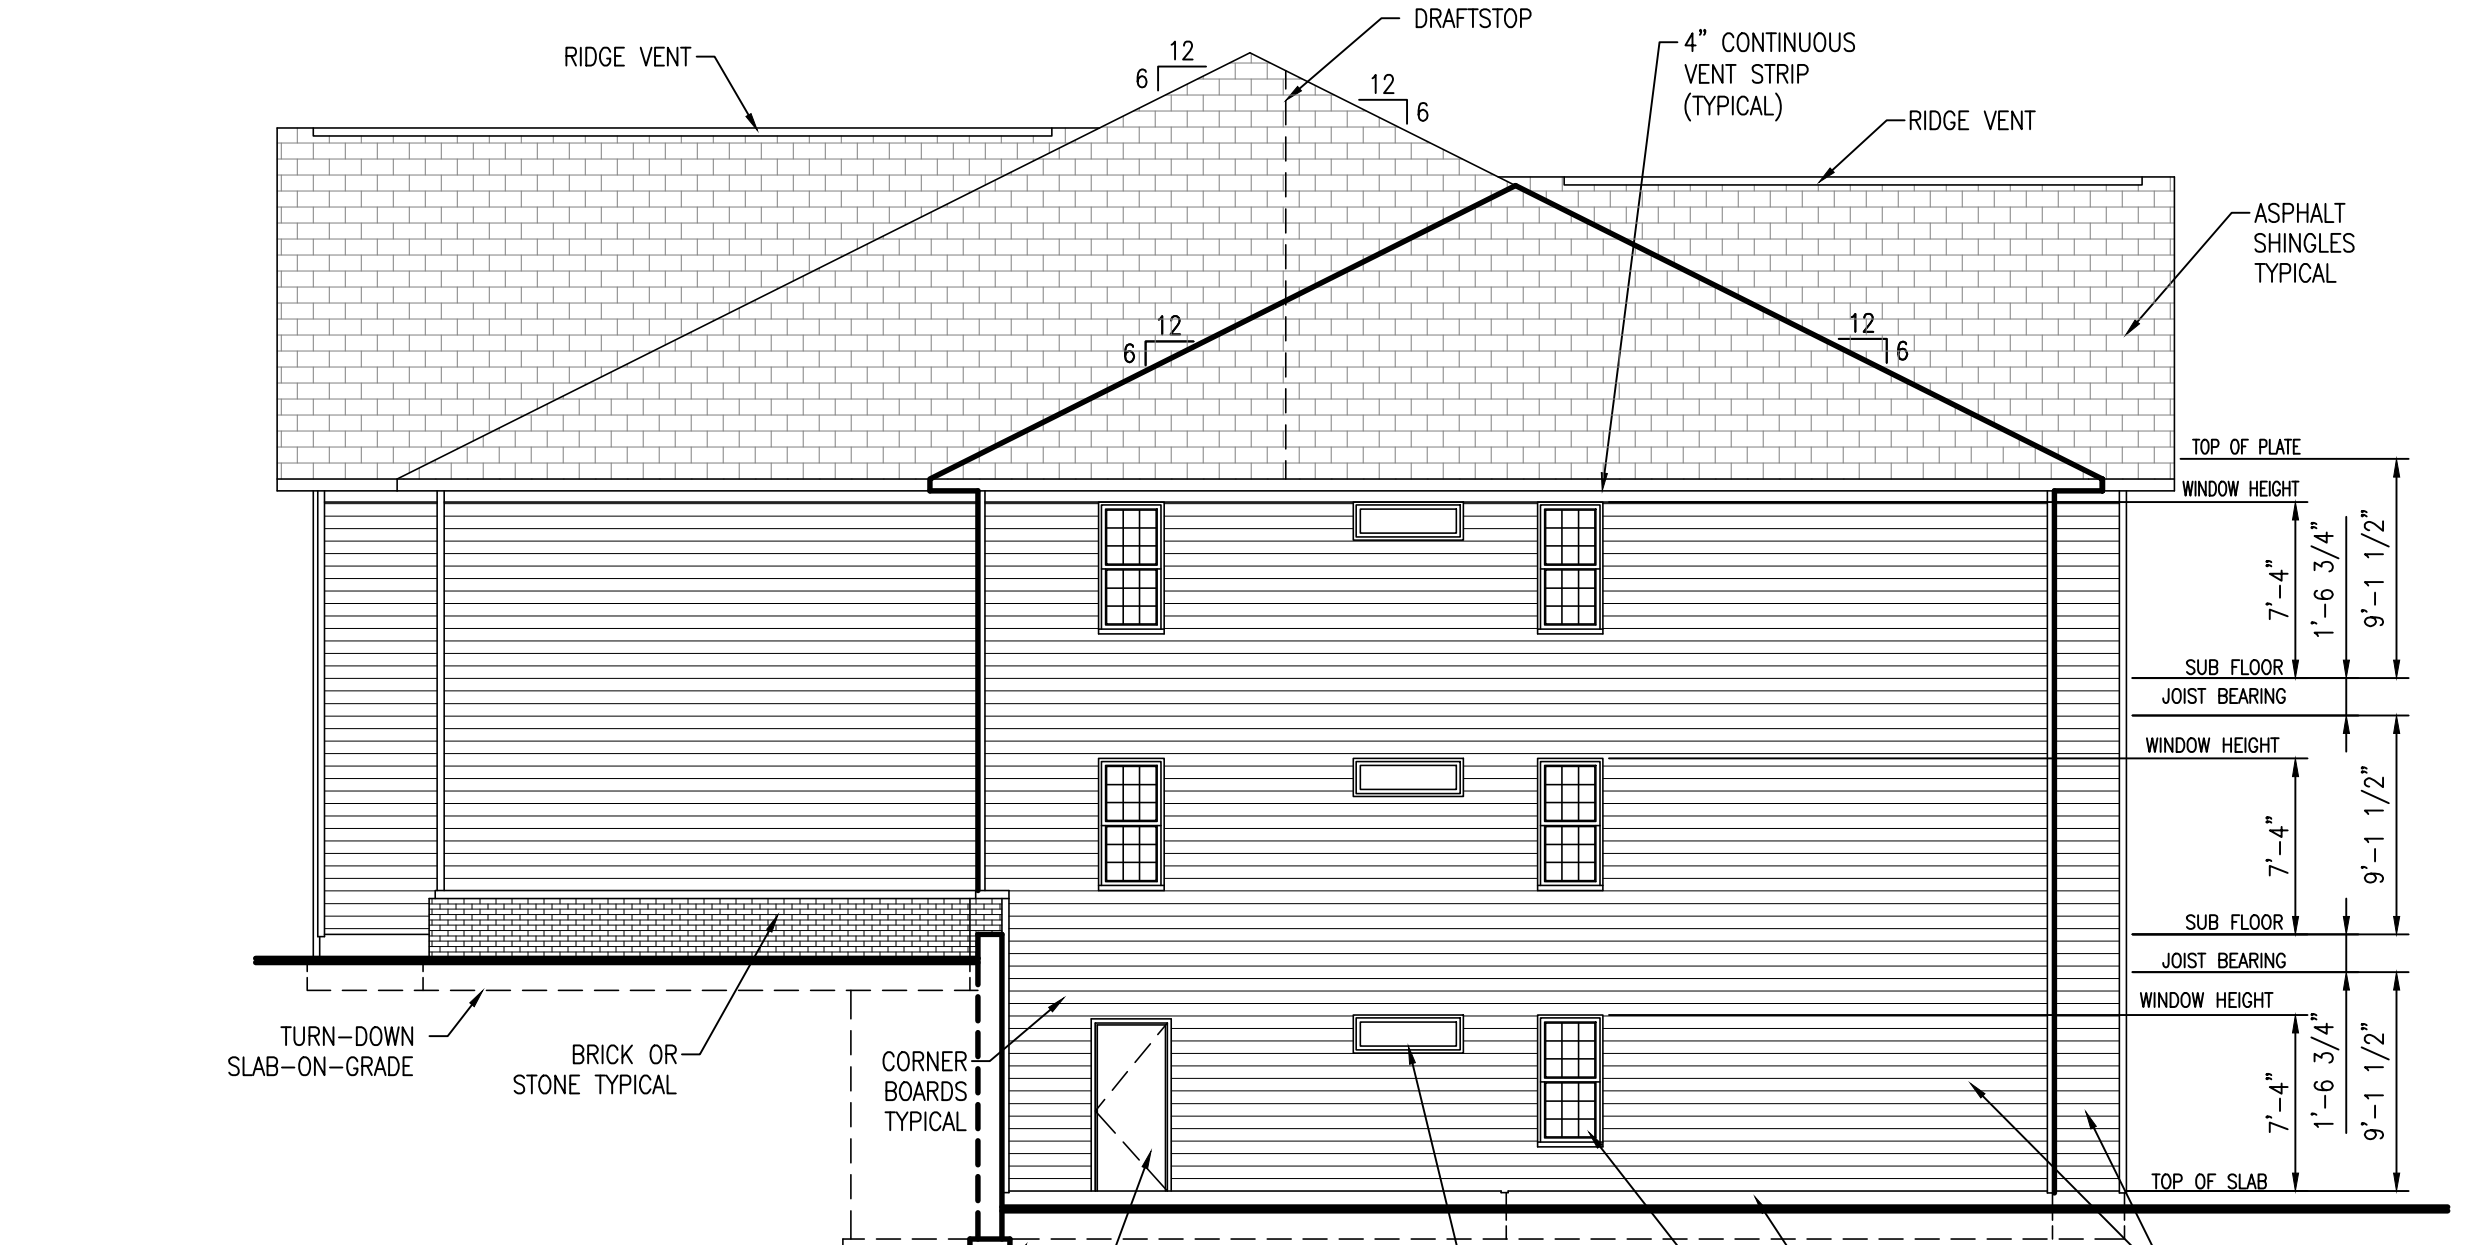 DRAFTSTOP
RIDGE VENT
12
6
4” CONTINUOUS
VENT STRIP
(TYPICAL)
12
6
RIDGE VENT
ASPHALT
SHINGLES
TYPICAL
12
6
12
6
TOP OF PLATE
WINDOW HEIGHT
7’-4”
1’-6 3/4”
9’-1 1/2”
SUB FLOOR
JOIST BEARING
WINDOW HEIGHT
7’-4”
9’-1 1/2”
SUB FLOOR
JOIST BEARING
WINDOW HEIGHT
7’-4”
1’-6 3/4”
9’-1 1/2”
TOP OF SLAB
TURN-DOWN
SLAB-ON-GRADE
BRICK OR
STONE TYPICAL
CORNER
BOARDS
TYPICAL